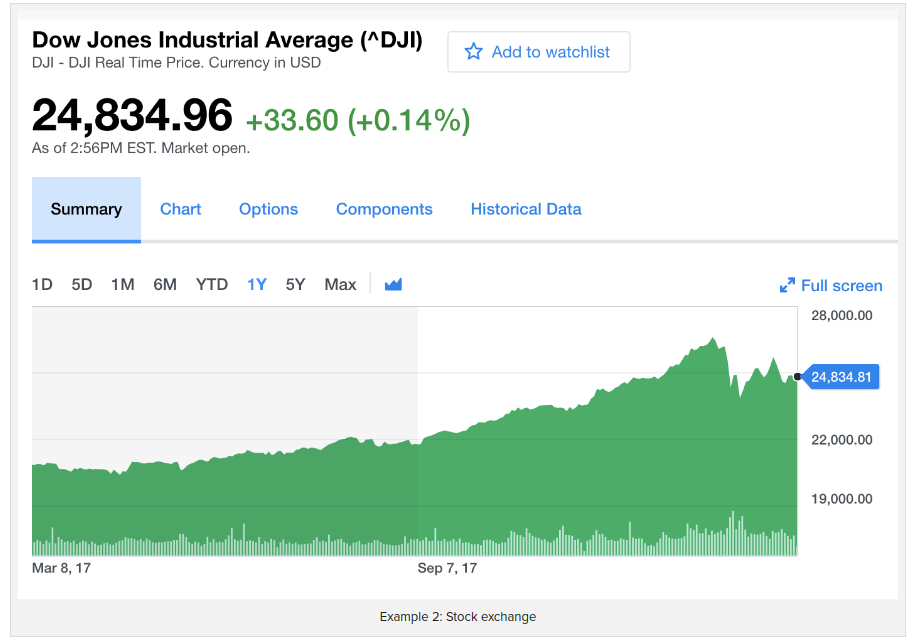 Dow Jones Industrial Average (^DJI)
Add to watchlist
DJI - DJI Real Time Price. Currency in USD
24,834.96 +33.60 (+0.14%)
As of 2:56PM EST. Market open.
Summary Chart Options Components Historical Data
1D 5D 1M 6M YTD 1Y 5Y Max
Full screen
28,000.00
24,834.81
22,000.00
19,000.00
Mar 8, 17 Sep 7, 17
Example 2: Stock exchange